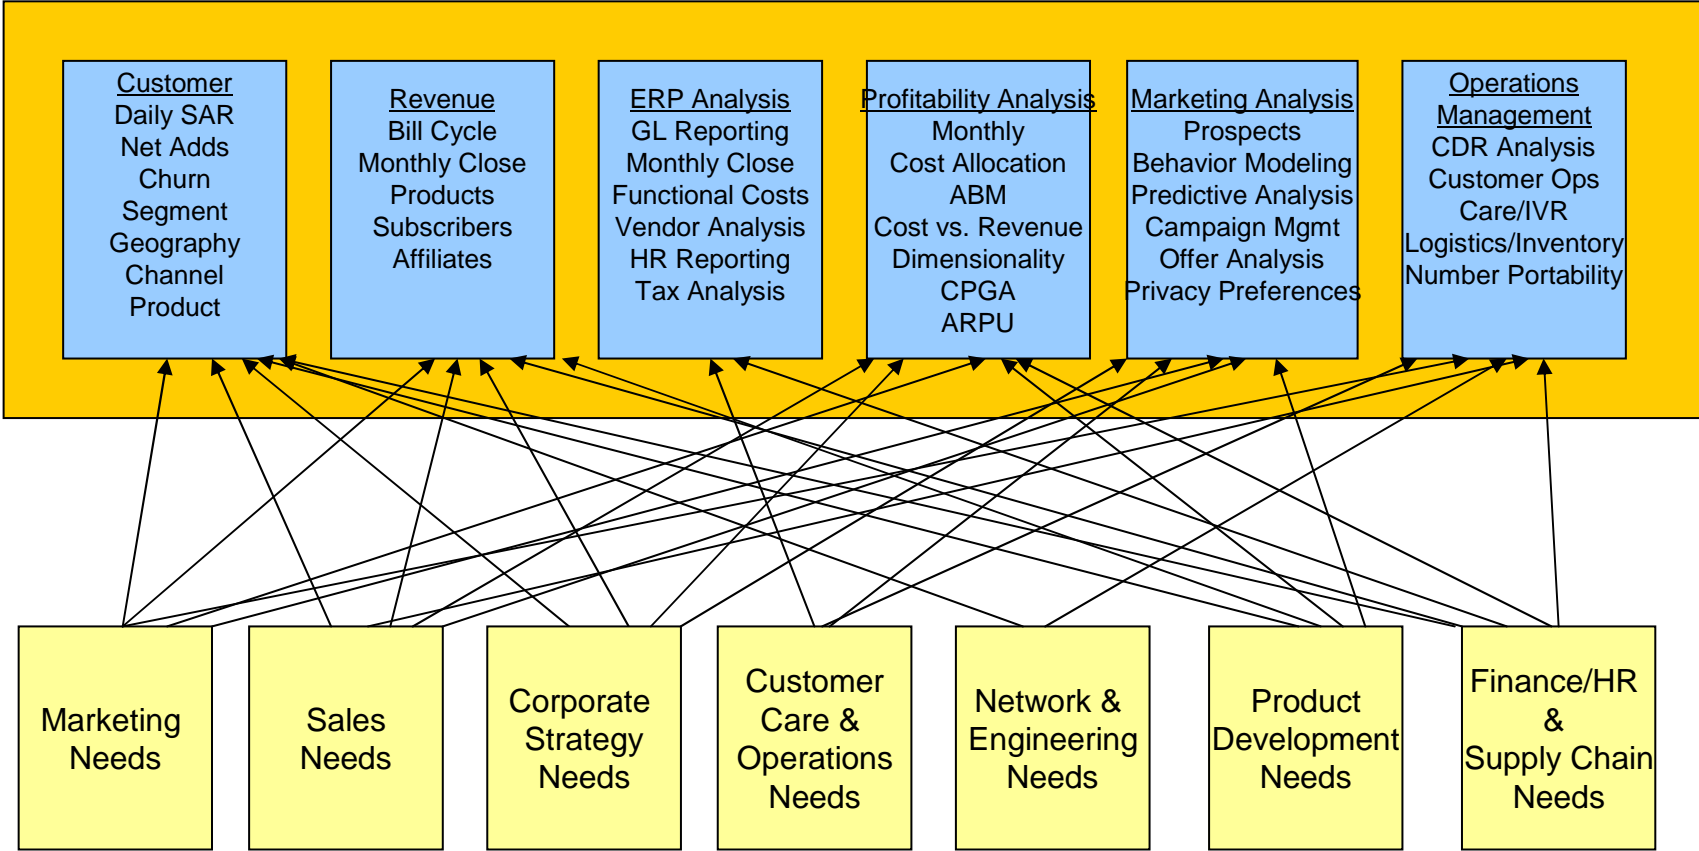 Customer
Daily SAR
Net Adds
Churn
Segment
Geography
Channel
Product
Revenue
Bill Cycle
Monthly Close
Products
Subscribers
Affiliates
ERP Analysis
GL Reporting
Monthly Close
Functional Costs
Vendor Analysis
HR Reporting
Tax Analysis
Profitability Analysis
Monthly
Cost Allocation
ABM
Cost vs. Revenue
Dimensionality
CPGA
ARPU
Marketing Analysis
Prospects
Behavior Modeling
Predictive Analysis
Campaign Mgmt
Offer Analysis
Privacy Preferences
Operations
Management
CDR Analysis
Customer Ops
Care/IVR
Logistics/Inventory
Number Portability
Marketing
Needs
Sales
Needs
Corporate
Strategy
Needs
Customer
Care &
Operations
Needs
Network &
Engineering
Needs
Product
Development
Needs
Finance/HR
&
Supply Chain
Needs